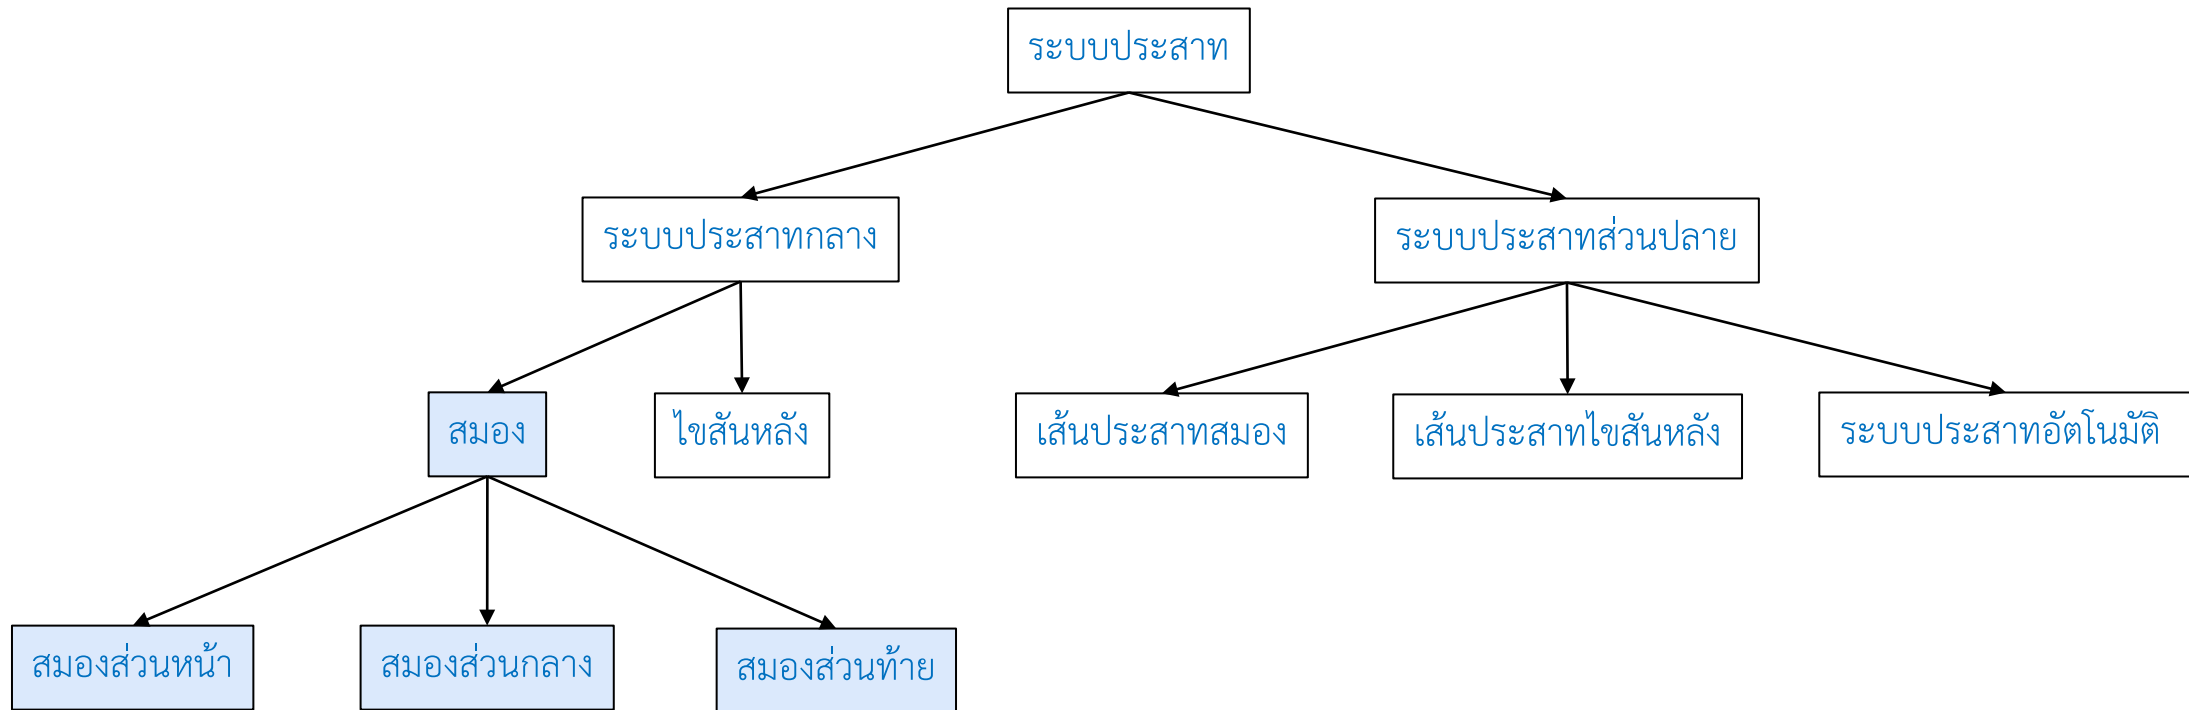 ระบบประสาท
ระบบประสาทกลาง
ระบบประสาทส่วนปลาย
สมอง
ไขสันหลัง
เส้นประสาทสมอง
เส้นประสาทไขสันหลัง
ระบบประสาทอัตโนมัติ
สมองส่วนหน้า
สมองส่วนกลาง
สมองส่วนท้าย